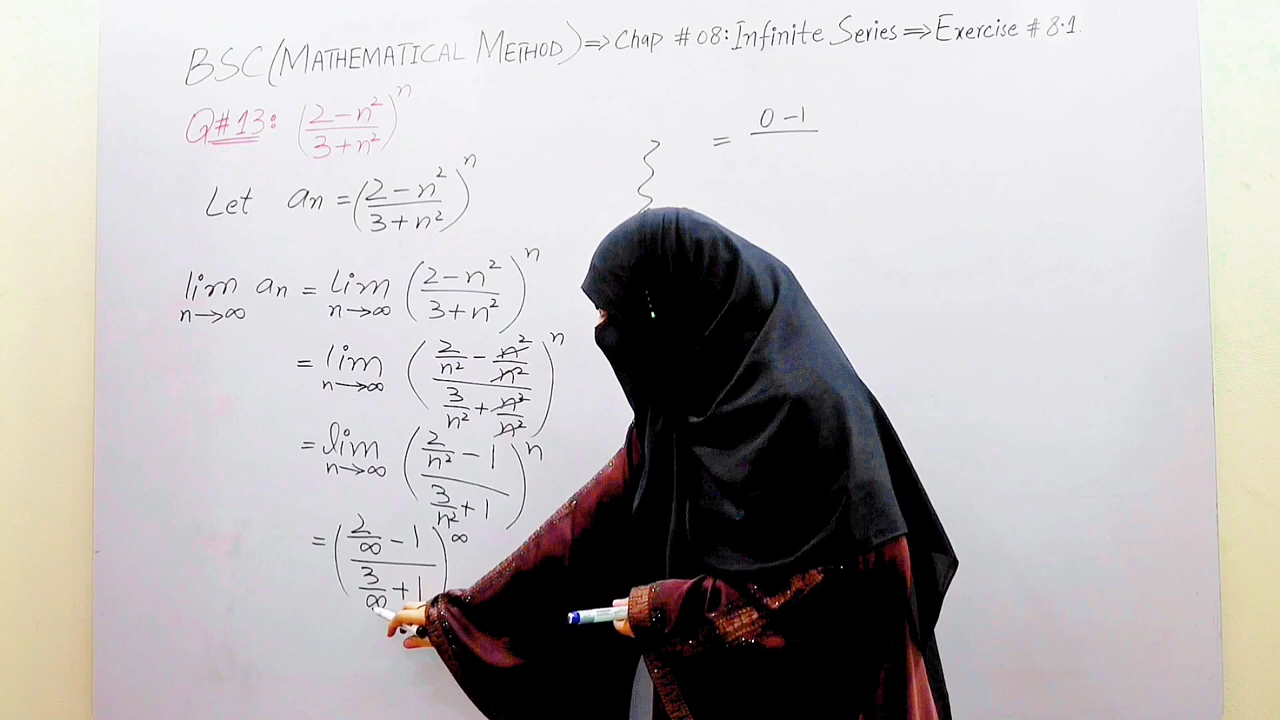 BSC (MATHEMATICAL METHOD) ⇒ Chap # 08: Infinite Series ⇒ Exercise # 8.1.
Q#13: ((2-n²)/(3+n²))ⁿ
Let aₙ = ((2-n²)/(3+n²))ⁿ
lim n→∞ aₙ = lim n→∞ ((2-n²)/(3+n²))ⁿ
= lim n→∞ ((2/n² - n²/n²)/(3/n² + n²/n²))ⁿ
= lim n→∞ ((2/n² - 1)/(3/n² + 1))ⁿ
= ((2/∞ - 1)/(3/∞ + 1))^∞
= 0-1